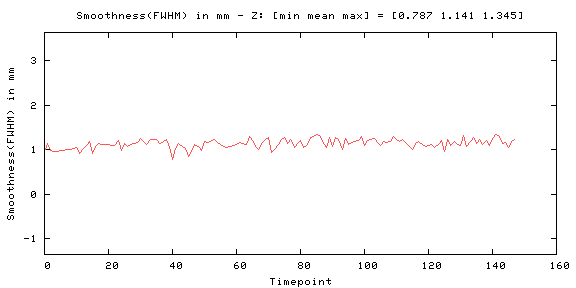 Smoothness(FWHM) in mm - Z: [min mean max] = [0.787 1.141 1.345]
Smoothness(FWHM) in mm
3
2
1
0
-1
0 20 40 60 80 100 120 140 160
Timepoint